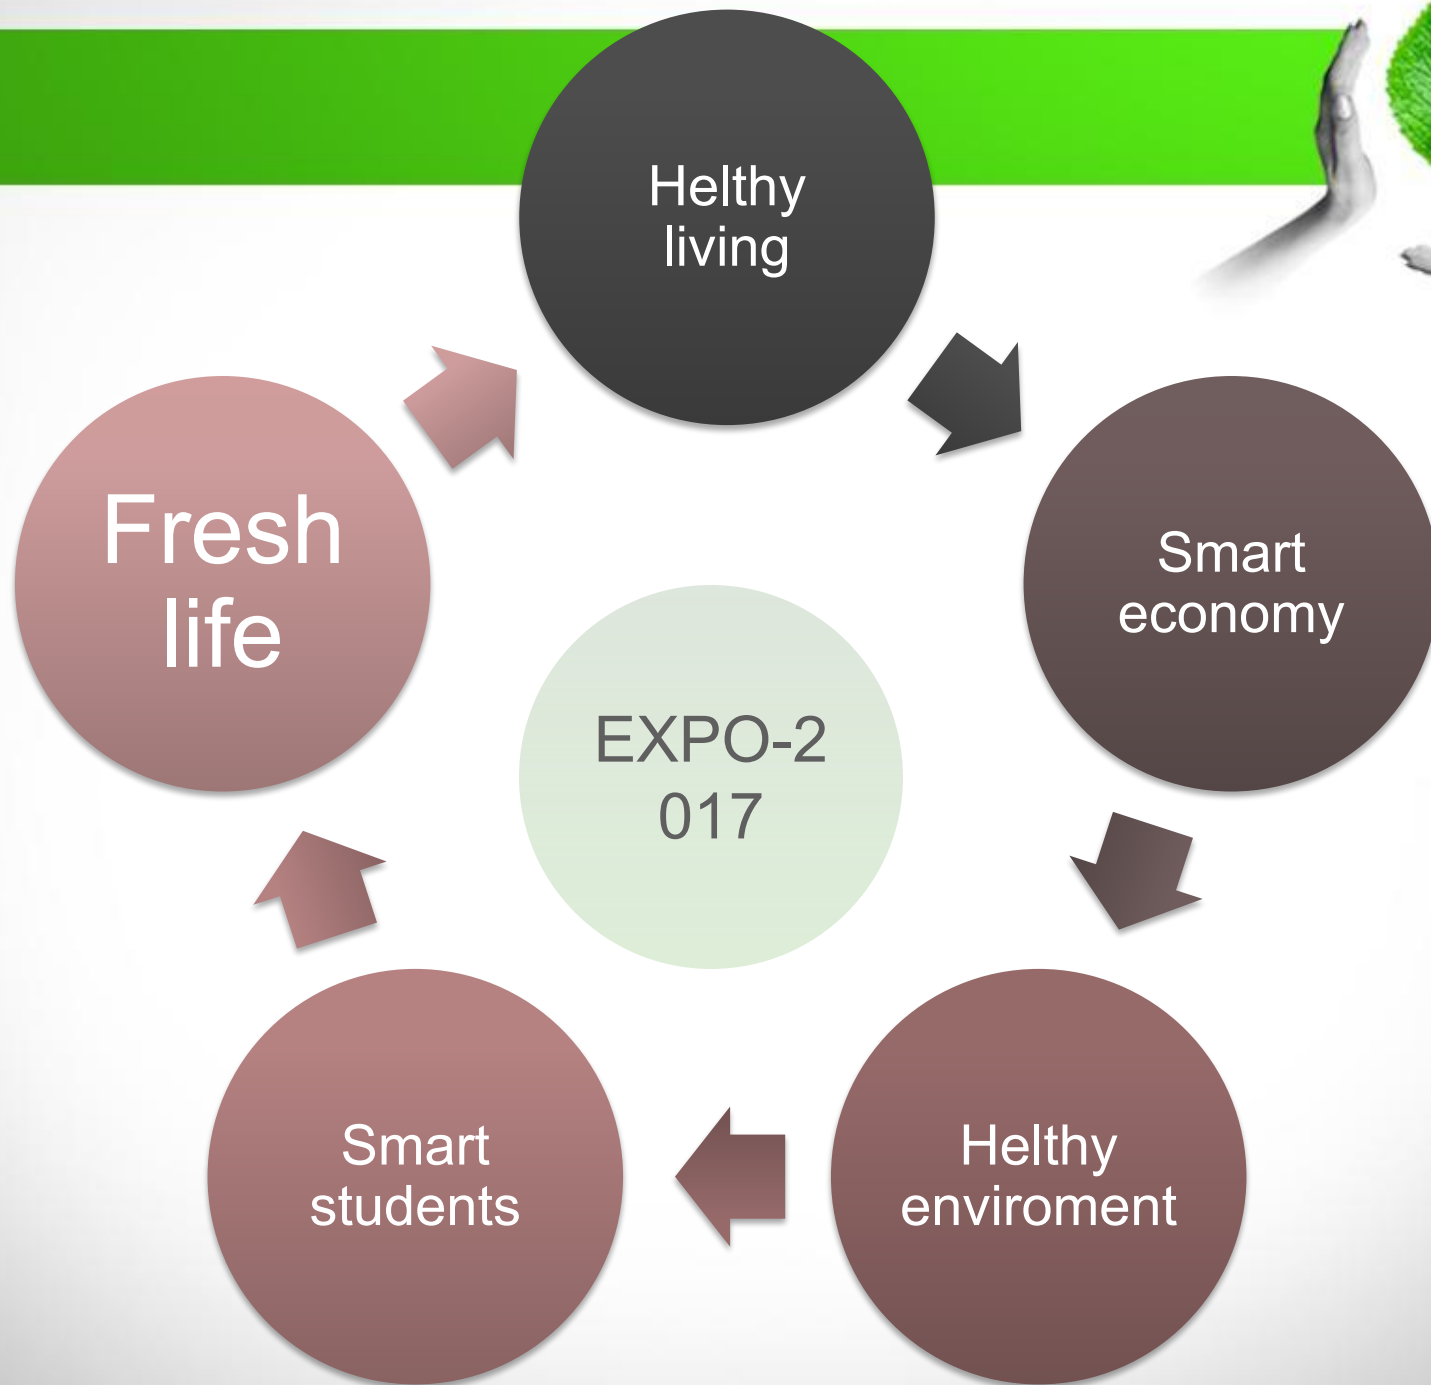 Helthy
living
Smart
economy
Helthy
enviroment
Smart
students
Fresh
life
EXPO-2
017